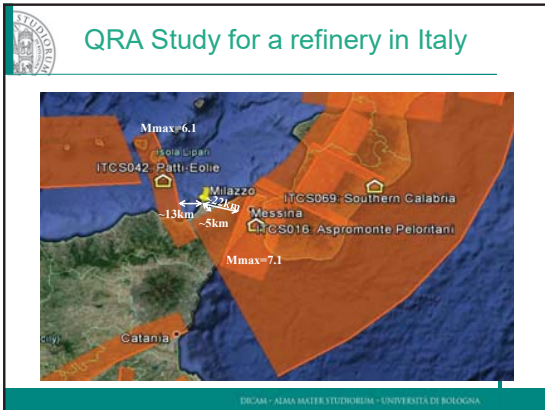 QRA Study for a refinery in Italy
Mmax=6.1
Isola Lipari
ITCS042: Patti-Eolie
Milazzo
ITCS069: Southern Calabria
~22km
~13km
Messina
~5km
ITCS016: Aspromonte Peloritani
Mmax=7.1
Catania
DICAM - ALMA MATER STUDIORUM - UNIVERSITÀ DI BOLOGNA